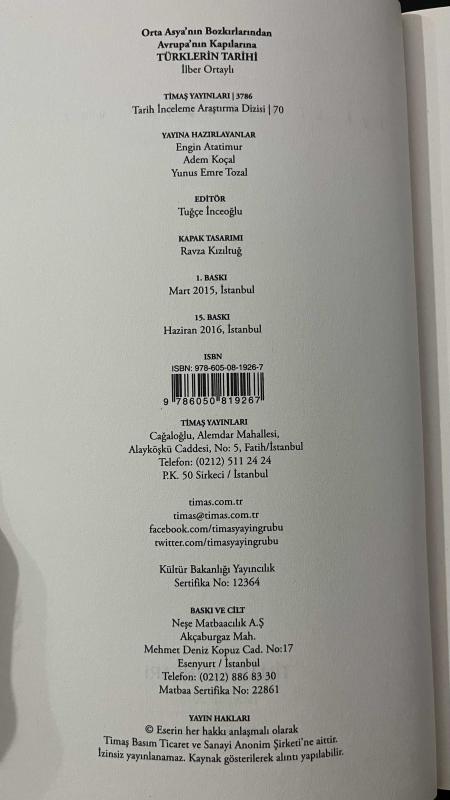 Orta Asya'nın Bozkırlarından
Avrupa'nın Kapılarına
TÜRKLERİN TARİHİ
İlber Ortaylı
TİMAŞ YAYINLARI | 3786
Tarih İnceleme Araştırma Dizisi | 70
YAYINA HAZIRLAYANLAR
Engin Atatimur
Adem Koçal
Yunus Emre Tozal
EDİTÖR
Tuğçe İnceoğlu
KAPAK TASARIMI
Ravza Kızıltuğ
1. BASKI
Mart 2015, İstanbul
15. BASKI
Haziran 2016, İstanbul
ISBN
ISBN: 978-605-08-1926-7
9 786050 819267
TİMAŞ YAYINLARI
Cağaloğlu, Alemdar Mahallesi,
Alayköşkü Caddesi, No: 5, Fatih/İstanbul
Telefon: (0212) 511 24 24
P.K. 50 Sirkeci / İstanbul
timas.com.tr
timas@timas.com.tr
facebook.com/timasyayingrubu
twitter.com/timasyayingrubu
Kültür Bakanlığı Yayıncılık
Sertifika No: 12364
BASKI VE CİLT
Neşe Matbaacılık A.Ş
Akçaburgaz Mah.
Mehmet Deniz Kopuz Cad. No:17
Esenyurt / İstanbul
Telefon: (0212) 886 83 30
Matbaa Sertifika No: 22861
YAYIN HAKLARI
© Eserin her hakkı anlaşmalı olarak
Timaş Basım Ticaret ve Sanayi Anonim Şirketi'ne aittir.
İzinsiz yayınlanamaz. Kaynak gösterilerek alıntı yapılabilir.